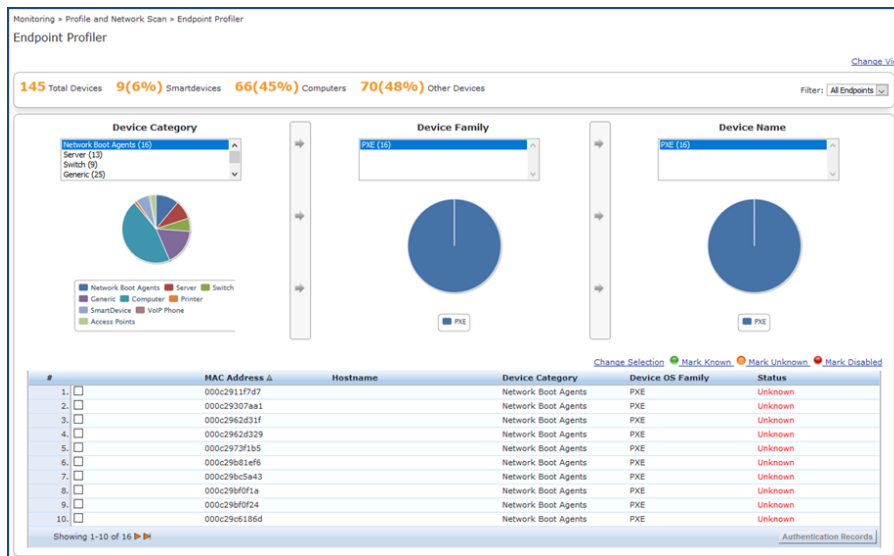 Monitoring » Profile and Network Scan » Endpoint Profiler
Endpoint Profiler
Change Vi
145 Total Devices 9(6%) Smartdevices 66(45%) Computers 70(48%) Other Devices Filter: All Endpoints
Device Category
Network Boot Agents (16)
Server (13)
Switch (9)
Generic (25)
Network Boot Agents Server Switch
Generic Computer Printer
SmartDevice VoIP Phone
Access Points
Device Family
PXE (16)
PXE
Device Name
PXE (16)
PXE
Change Selection Mark Known Mark Unknown Mark Disabled
# MAC Address Hostname Device Category Device OS Family Status
1. 000c2911f7d7 Network Boot Agents PXE Unknown
2. 000c29307aa1 Network Boot Agents PXE Unknown
3. 000c2962d31f Network Boot Agents PXE Unknown
4. 000c2962d329 Network Boot Agents PXE Unknown
5. 000c2973f1b5 Network Boot Agents PXE Unknown
6. 000c29b81ef6 Network Boot Agents PXE Unknown
7. 000c29bc5a43 Network Boot Agents PXE Unknown
8. 000c29bf0f1a Network Boot Agents PXE Unknown
9. 000c29bf0f24 Network Boot Agents PXE Unknown
10. 000c29c6186d Network Boot Agents PXE Unknown
Showing 1-10 of 16 Authentication Records